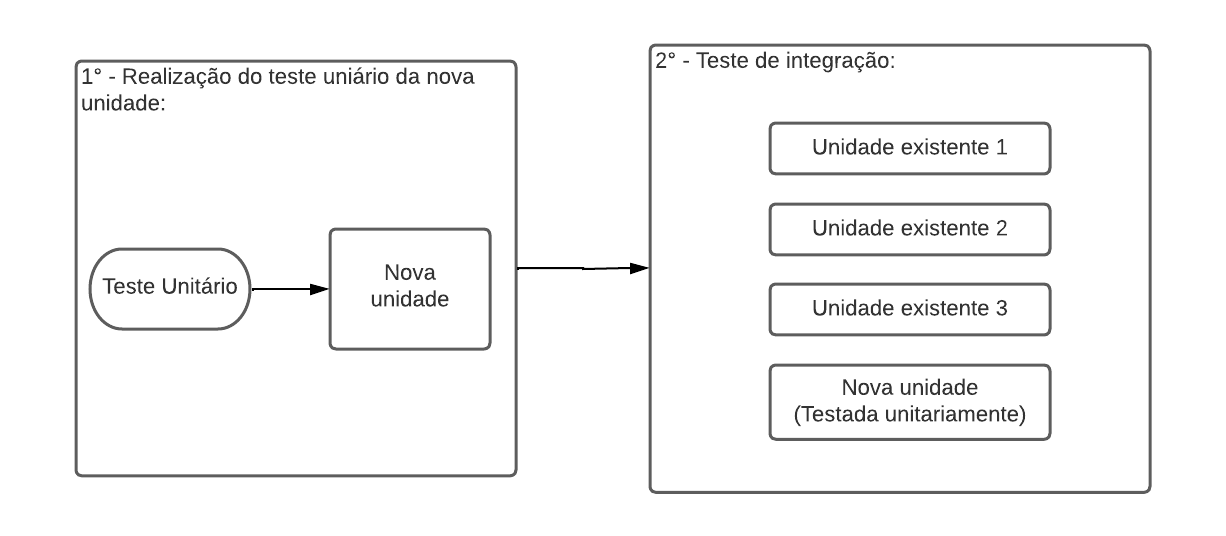 1° - Realização do teste uniário da nova
unidade:
Teste Unitário
Nova
unidade
2° - Teste de integração:
Unidade existente 1
Unidade existente 2
Unidade existente 3
Nova unidade
(Testada unitariamente)